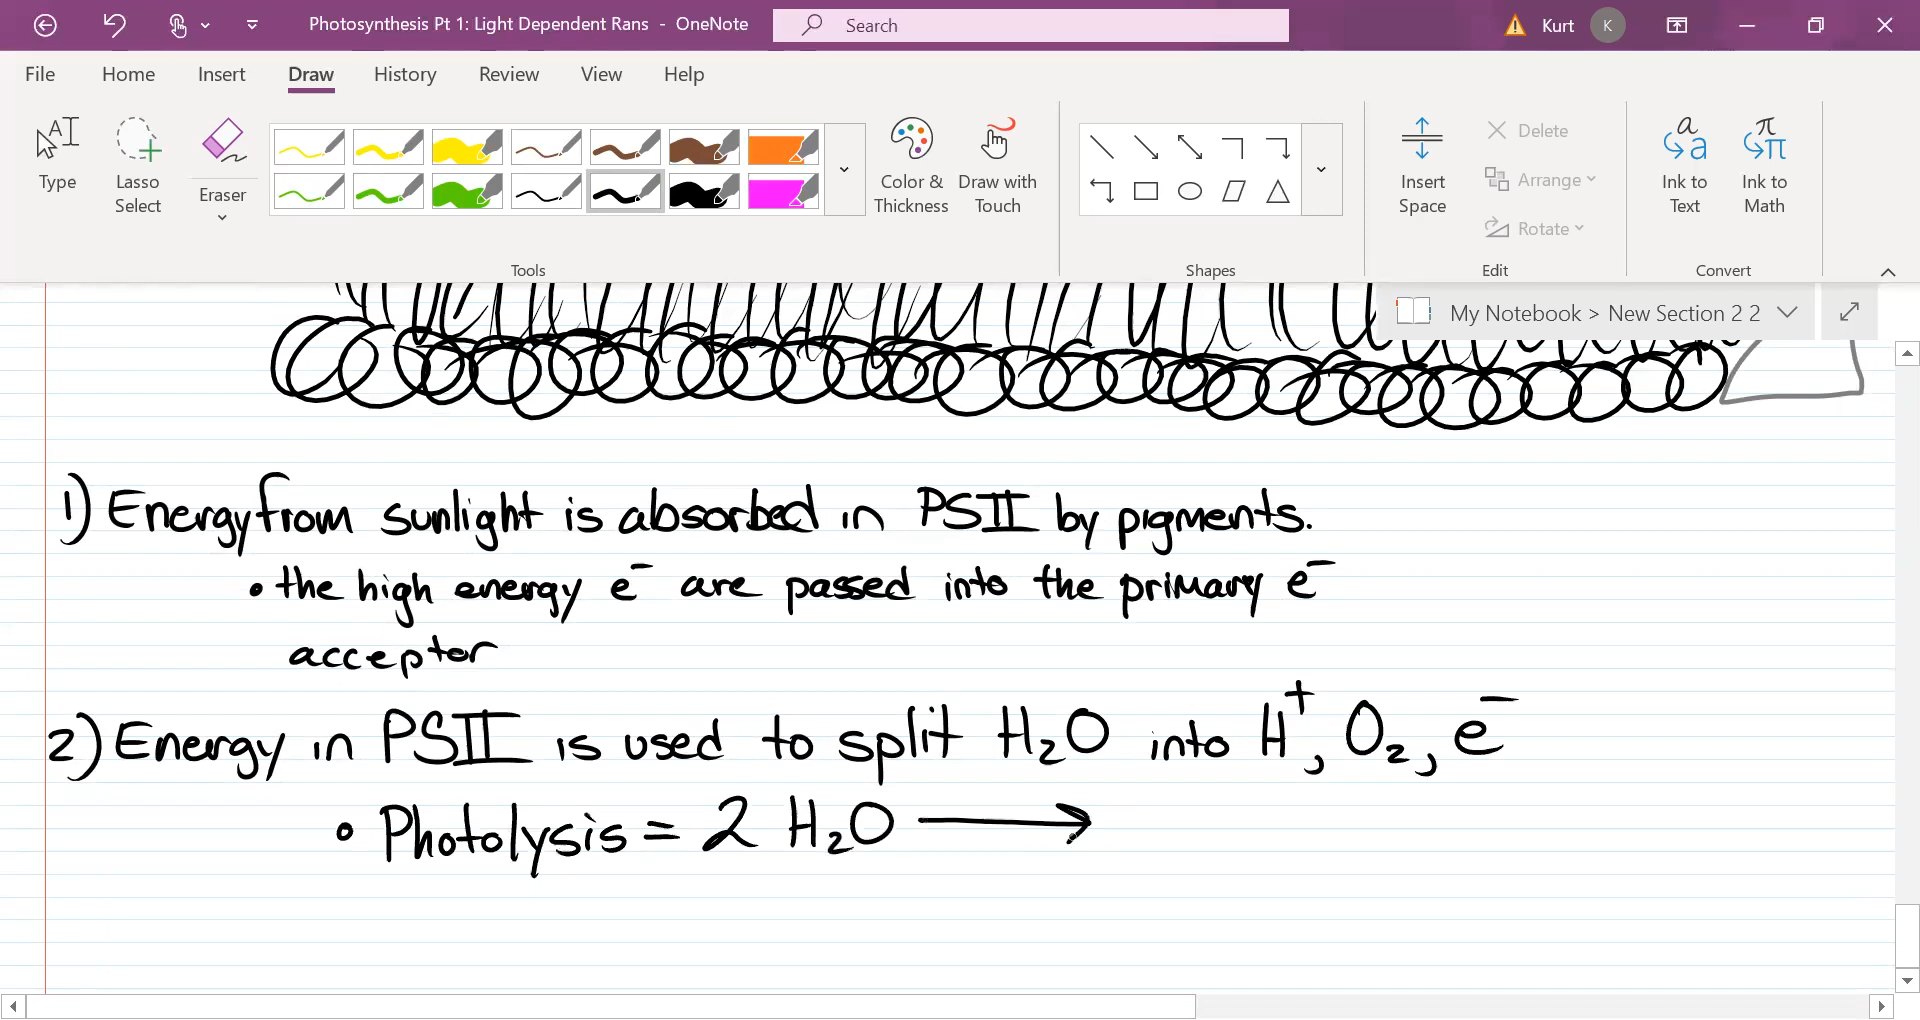 Photosynthesis Pt 1: Light Dependent Rans - OneNote
Search
Kurt
K
File Home Insert Draw History Review View Help
Type
Lasso Select
Eraser
Color & Thickness
Draw with Touch
Insert Space
Delete
Arrange
Rotate
Ink to Text
Ink to Math
Tools
Shapes
Edit
Convert
My Notebook > New Section 2 2
1) Energy from sunlight is absorbed in PSII by pigments.
• the high energy e⁻ are passed into the primary e⁻
acceptor
2) Energy in PSII is used to split H₂O into H⁺, O₂, e⁻
• Photolysis = 2 H₂O →